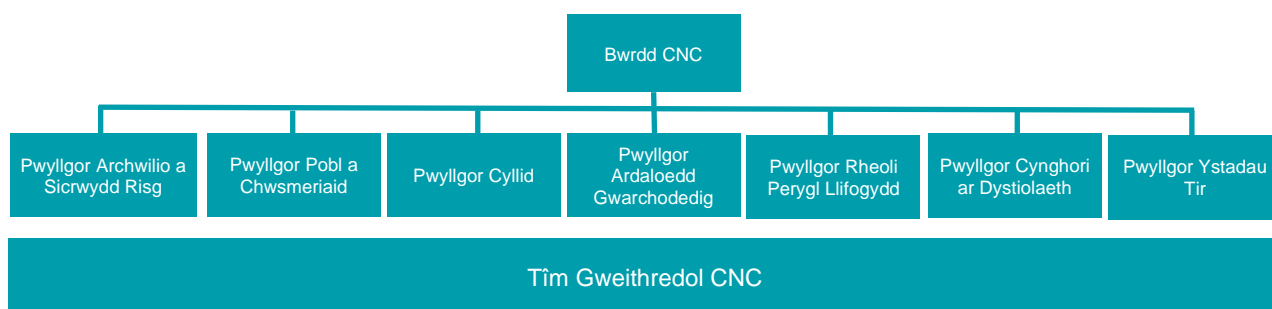 Bwrdd CNC
Pwyllgor Archwilio a
Sicrwydd Risg
Pwyllgor Pobl a
Chwsmeriaid
Pwyllgor Cyllid
Pwyllgor
Ardaloedd
Gwarchodedig
Pwyllgor Rheoli
Perygl Llifogydd
Pwyllgor Cynghori
ar Dystiolaeth
Pwyllgor Ystadau
Tir
Tîm Gweithredol CNC